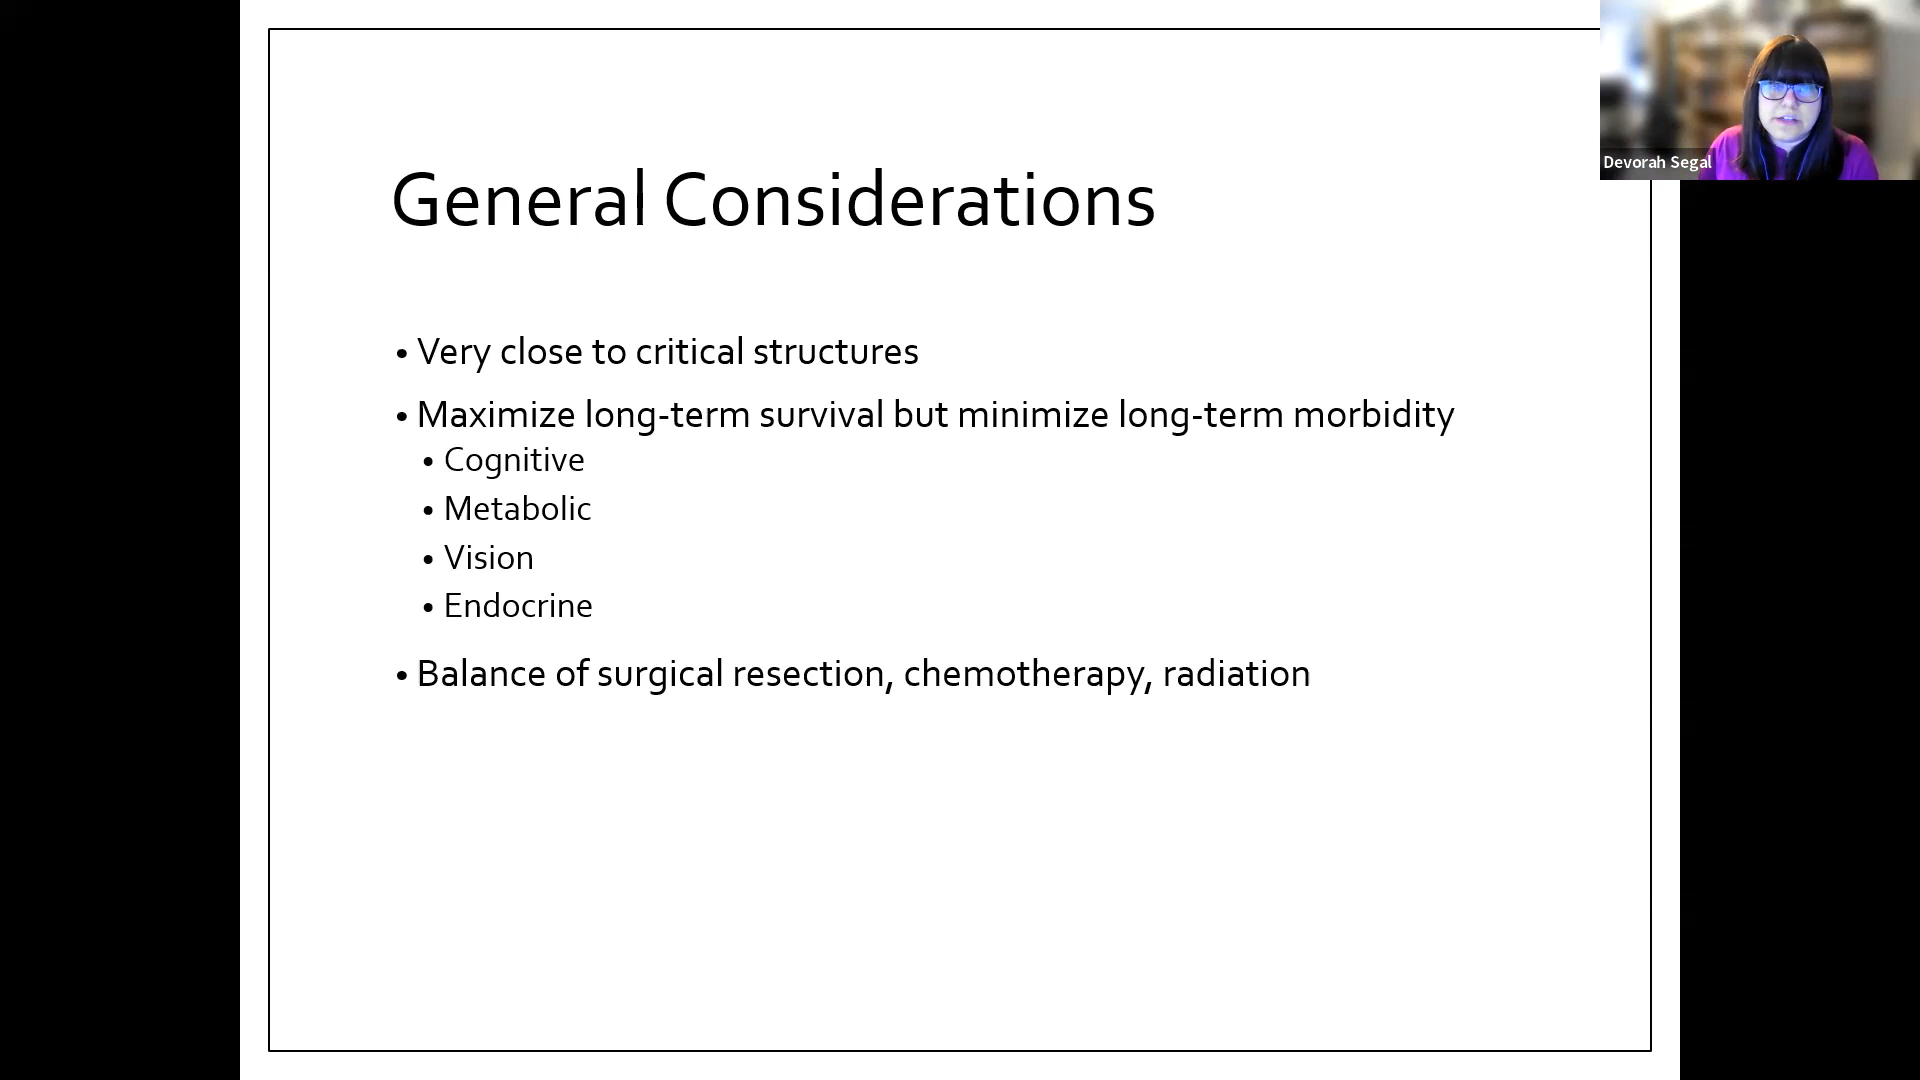 Devorah Segal
General Considerations
• Very close to critical structures
• Maximize long-term survival but minimize long-term morbidity
• Cognitive
• Metabolic
• Vision
• Endocrine
• Balance of surgical resection, chemotherapy, radiation